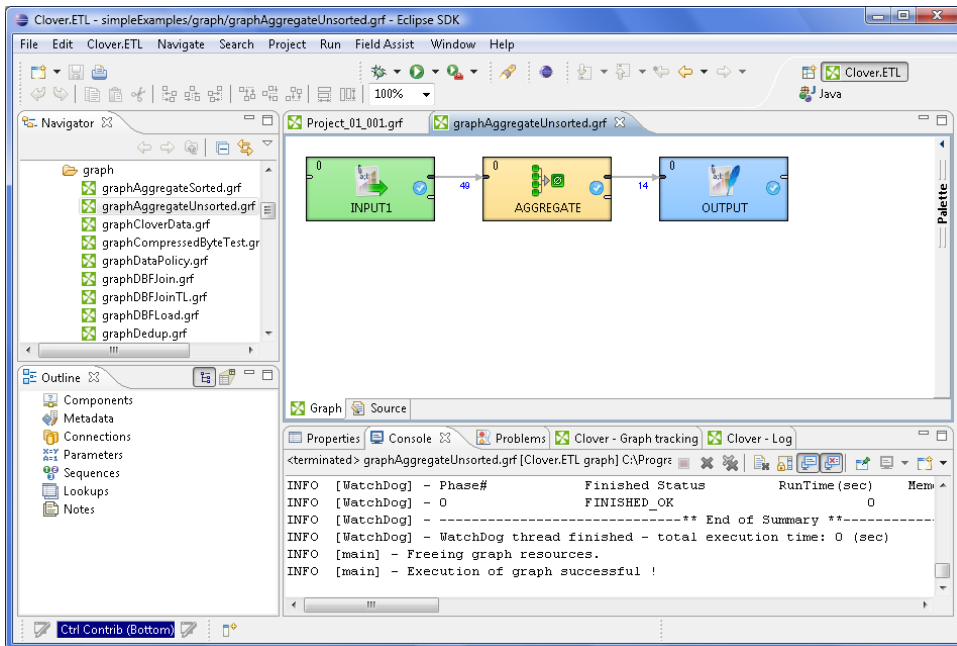 Clover.ETL - simpleExamples/graph/graphAggregateUnsorted.grf - Eclipse SDK
File Edit Clover.ETL Navigate Search Project Run Field Assist Window Help
100%
Clover.ETL
Java
Navigator
graph
graphAggregateSorted.grf
graphAggregateUnsorted.grf
graphCloverData.grf
graphCompressedByteTest.gr
graphDataPolicy.grf
graphDBFJoin.grf
graphDBFJoinTL.grf
graphDBFLoad.grf
graphDedup.grf
Project_01_001.grf graphAggregateUnsorted.grf
0
INPUT1
49
0
AGGREGATE
14
0
OUTPUT
Palette
Graph Source
Outline
Components
Metadata
Connections
Parameters
Sequences
Lookups
Notes
Properties Console Problems Clover - Graph tracking Clover - Log
<terminated> graphAggregateUnsorted.grf [Clover.ETL graph] C:\Progra
INFO [WatchDog] - Phase# Finished Status RunTime(sec) Mem
INFO [WatchDog] - 0 FINISHED_OK 0
INFO [WatchDog] - -------------------------------** End of Summary **------------
INFO [WatchDog] - WatchDog thread finished - total execution time: 0 (sec)
INFO [main] - Freeing graph resources.
INFO [main] - Execution of graph successful !
Ctrl Contrib (Bottom)